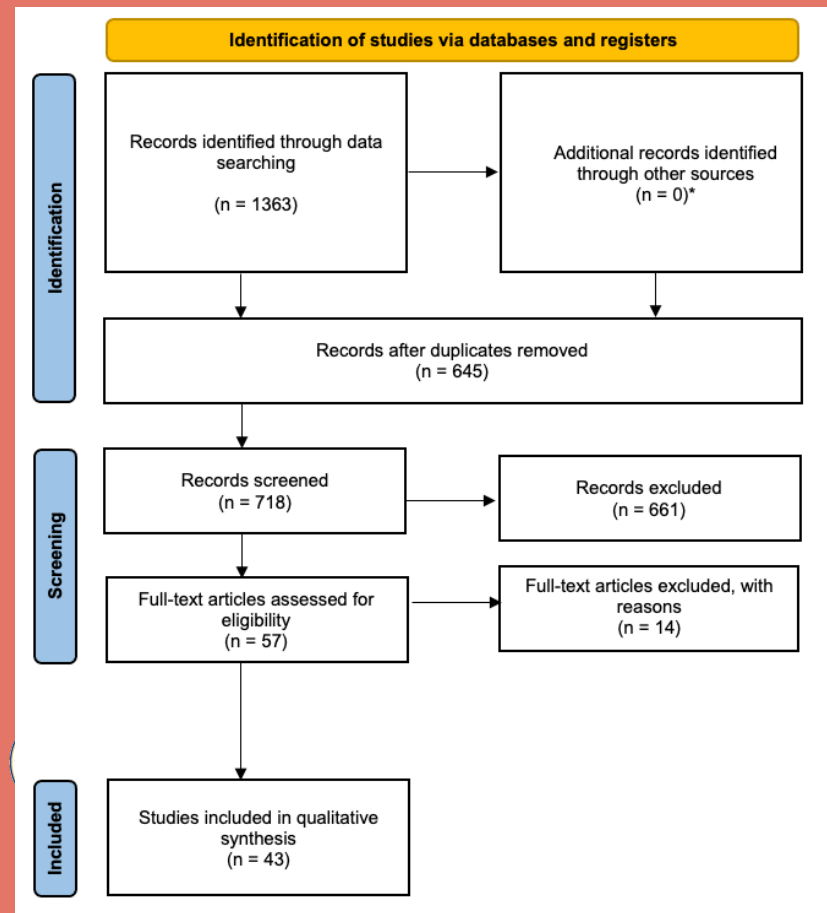 Identification of studies via databases and registers
Identification
Records identified through data
searching
(n = 1363)
Additional records identified
through other sources
(n = 0)*
Records after duplicates removed
(n = 645)
Screening
Records screened
(n = 718)
Records excluded
(n = 661)
Full-text articles assessed for
eligibility
(n = 57)
Full-text articles excluded, with
reasons
(n = 14)
Included
Studies included in qualitative
synthesis
(n = 43)